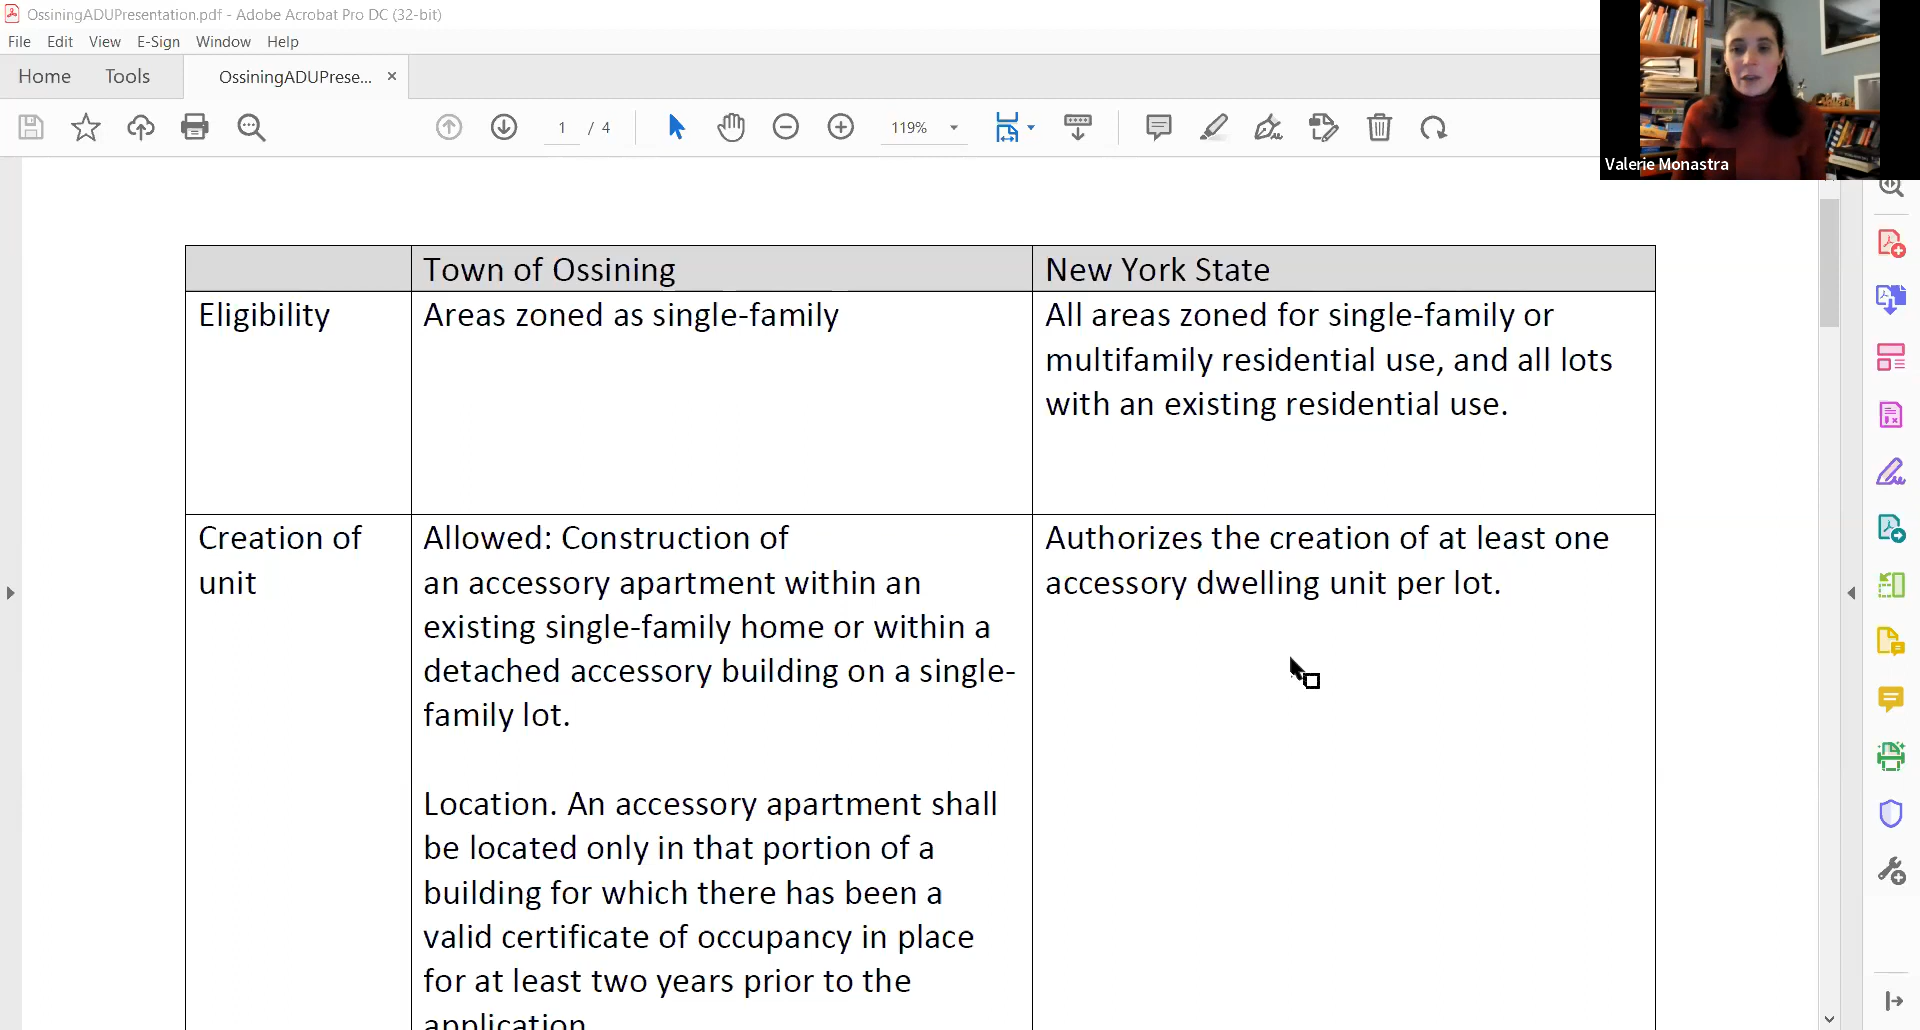 OssiningADUPresentation.pdf - Adobe Acrobat Pro DC (32-bit)
File Edit View E-Sign Window Help
Home Tools OssiningADUPrese... ×
1 / 4 119%
Valerie Monastra
Town of Ossining New York State
Eligibility
Areas zoned as single-family
All areas zoned for single-family or
multifamily residential use, and all lots
with an existing residential use.
Creation of
unit
Allowed: Construction of
an accessory apartment within an
existing single-family home or within a
detached accessory building on a single-
family lot.
Location. An accessory apartment shall
be located only in that portion of a
building for which there has been a
valid certificate of occupancy in place
for at least two years prior to the
application.
Authorizes the creation of at least one
accessory dwelling unit per lot.